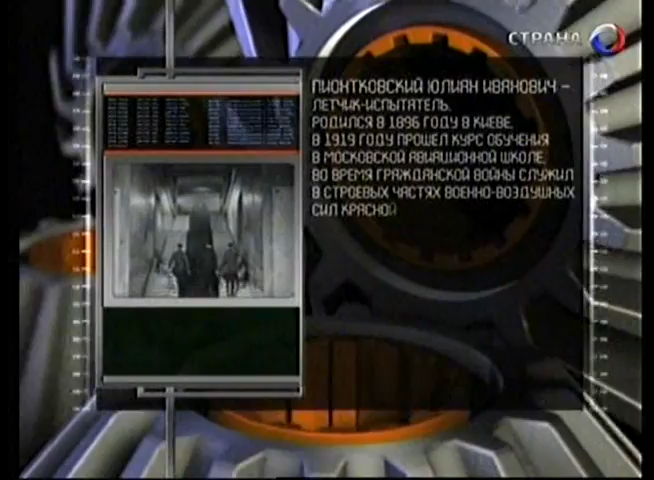 СТРАНА
ПИОНТКОВСКИЙ ЮЛИАН ИВАНОВИЧ –
ЛЕТЧИК-ИСПЫТАТЕЛЬ.
РОДИЛСЯ В 1896 ГОДУ В КИЕВЕ.
В 1919 ГОДУ ПРОШЕЛ КУРС ОБУЧЕНИЯ
В МОСКОВСКОЙ АВИАЦИОННОЙ ШКОЛЕ.
ВО ВРЕМЯ ГРАЖДАНСКОЙ ВОЙНЫ СЛУЖИЛ
В СТРОЕВЫХ ЧАСТЯХ ВОЕННО-ВОЗДУШНЫХ
СИЛ КРАСНОЙ